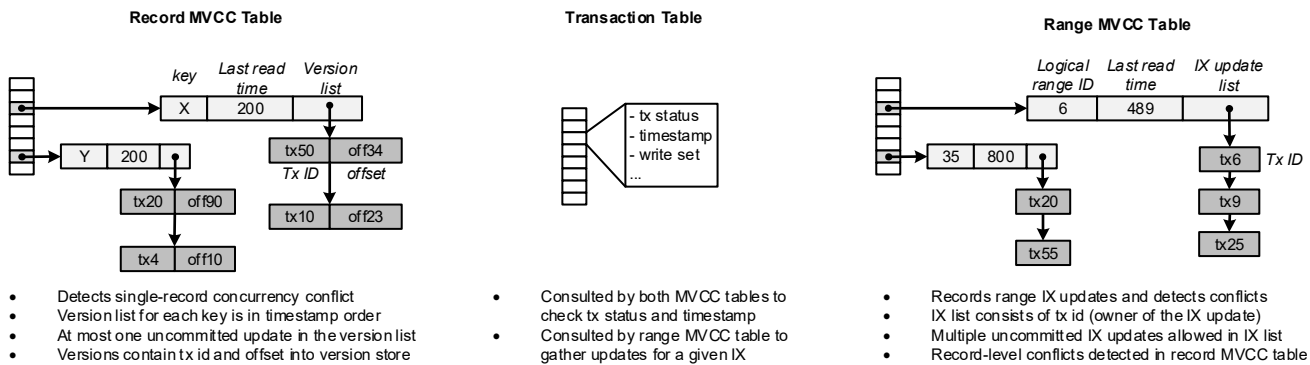 Record MVCC Table
key
Last read
time
Version
list
X
200
Y
200
tx50
off34
Tx ID
offset
tx20
off90
tx10
off23
tx4
off10
• Detects single-record concurrency conflict
• Version list for each key is in timestamp order
• At most one uncommitted update in the version list
• Versions contain tx id and offset into version store
Transaction Table
- tx status
- timestamp
- write set
...
• Consulted by both MVCC tables to
check tx status and timestamp
• Consulted by range MVCC table to
gather updates for a given IX
Range MVCC Table
Logical
range ID
Last read
time
IX update
list
6
489
35
800
tx6
Tx ID
tx20
tx9
tx55
tx25
• Records range IX updates and detects conflicts
• IX list consists of tx id (owner of the IX update)
• Multiple uncommitted IX updates allowed in IX list
• Record-level conflicts detected in record MVCC table